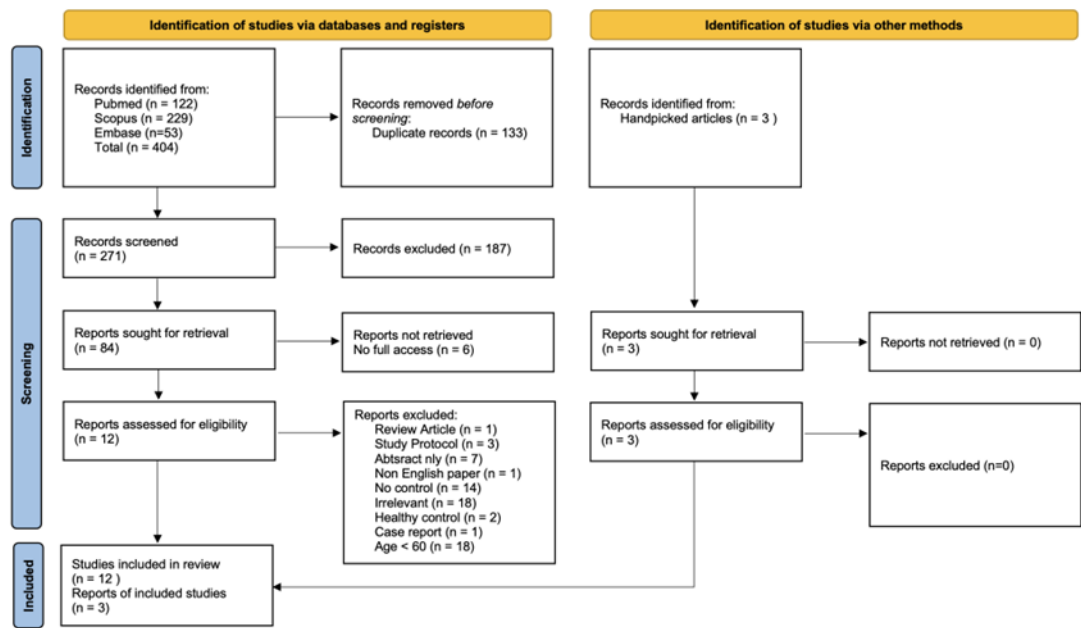 Identification of studies via databases and registers
Identification of studies via other methods
Identification
Records identified from:
Pubmed (n = 122)
Scopus (n = 229)
Embase (n=53)
Total (n = 404)
Records removed before
screening:
Duplicate records (n = 133)
Records identified from:
Handpicked articles (n = 3 )
Screening
Records screened
(n = 271)
Records excluded (n = 187)
Reports sought for retrieval
(n = 84)
Reports not retrieved
No full access (n = 6)
Reports sought for retrieval
(n = 3)
Reports not retrieved (n = 0)
Reports assessed for eligibility
(n = 12)
Reports excluded:
Review Article (n = 1)
Study Protocol (n = 3)
Abtsract nly (n = 7)
Non English paper (n = 1)
No control (n = 14)
Irrelevant (n = 18)
Healthy control (n = 2)
Case report (n = 1)
Age < 60 (n = 18)
Reports assessed for eligibility
(n = 3)
Reports excluded (n=0)
Included
Studies included in review
(n = 12 )
Reports of included studies
(n = 3)